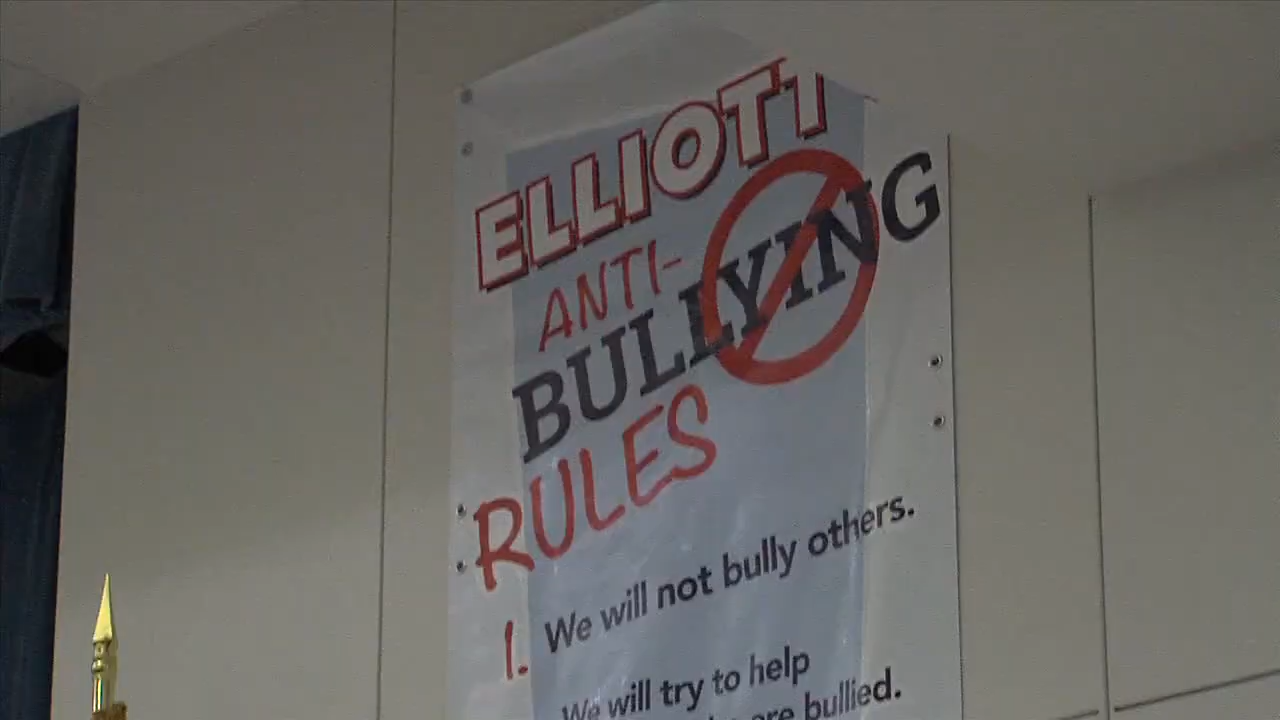 ELLIOTT
ANTI-
BULLYING
RULES
1. We will not bully others.
We will try to help
are bullied.